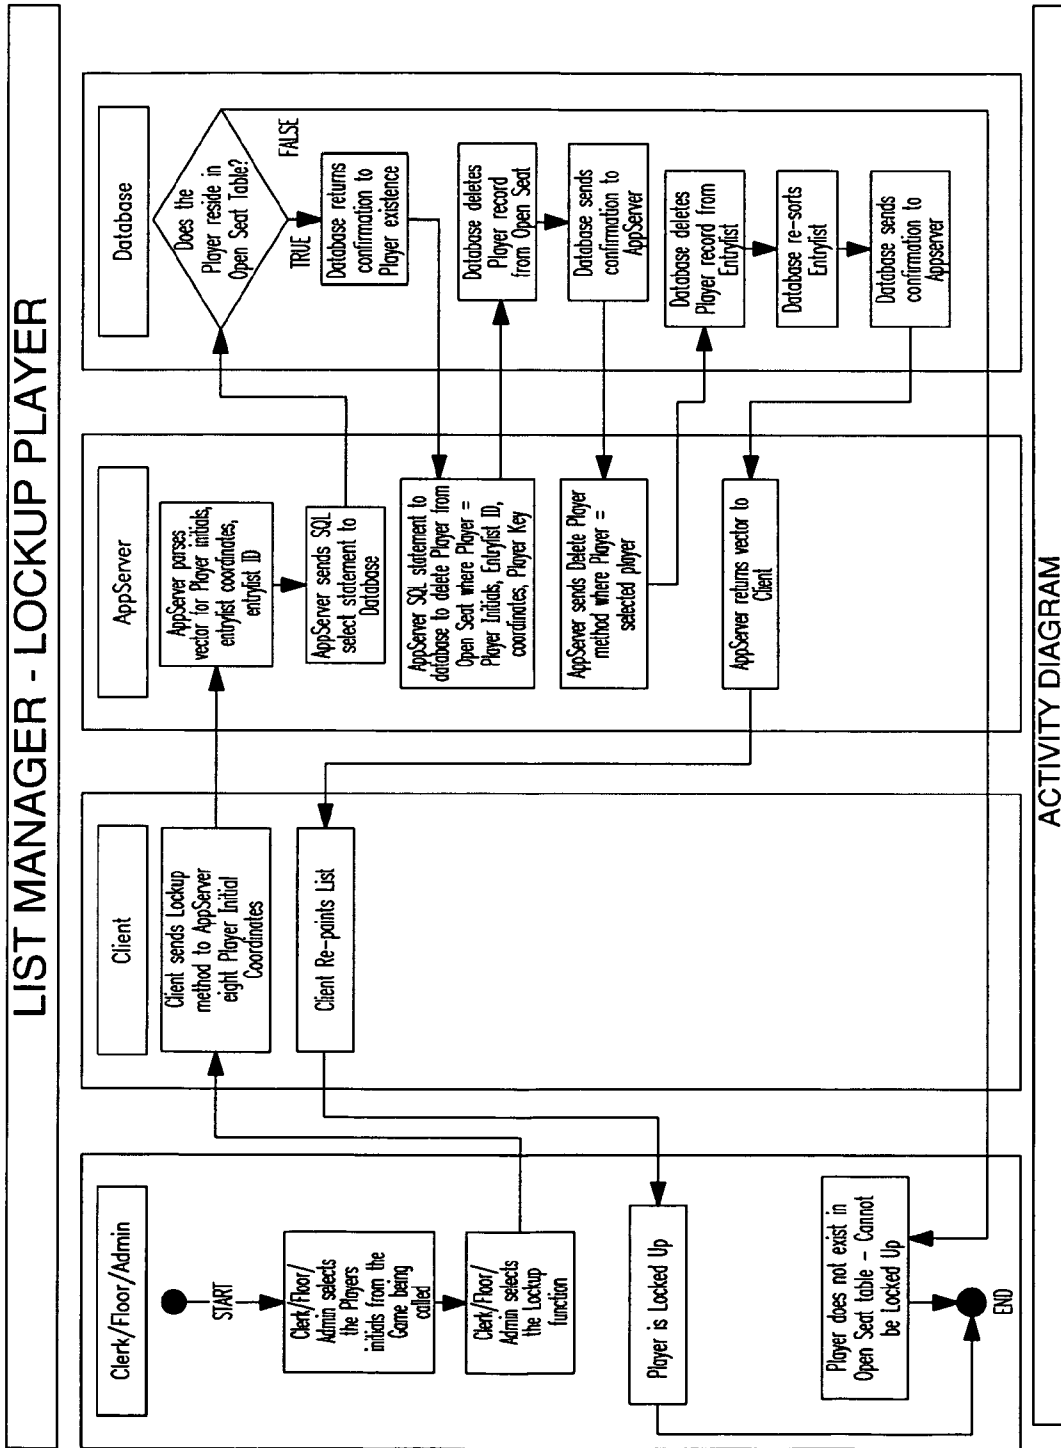 LIST MANAGER - LOCKUP PLAYER
Clerk/Floor/Admin
START
Clerk/Floor/
Admin selects
the Players
initials from the
Game being
called
Clerk/Floor/
Admin selects
the Lockup
function
Player is Locked Up
Player does not exist in
Open Seat table - Cannot
be Locked Up
END
Client
Client sends Lockup
method to AppServer
eight Player Initial
Coordinates
Client Re-paints List
AppServer
AppServer parses
vector for Player initials,
entrylist coordinates,
entrylist ID
AppServer sends SQL
select statement to
Database
AppServer SQL statement to
database to delete Player from
Open Seat where Player =
Player Initials, Entrylist ID,
coordinates, Player Key
AppServer sends Delete Player
method where Player =
selected player
AppServer returns vector to
Client
Database
Does the
Player reside in
Open Seat Table?
FALSE
TRUE
Database returns
confirmation to
Player existence
Database deletes
Player record
from Open Seat
Database sends
confirmation to
AppServer
Database deletes
Player record from
Entrylist
Database re-sorts
Entrylist
Database sends
confirmation to
Appserver
ACTIVITY DIAGRAM